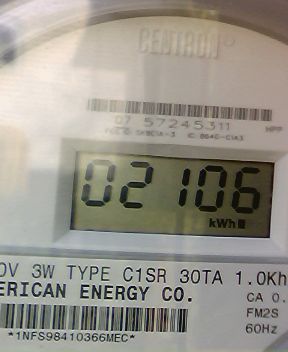 CENTRON
07 57245311
HPP
02106
kWh
0V 3W TYPE C1SR 30TA 1.0Kh
ERICAN ENERGY CO.
CA 0.
FM2S
60Hz
*1NFS98410366MEC*